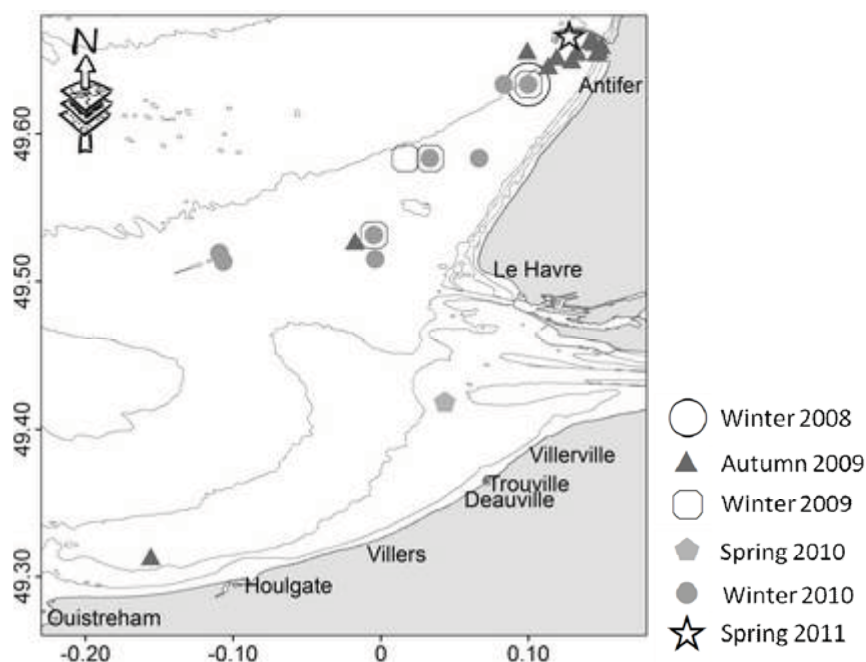 N
49.60
49.50
49.40
49.30
-0.20
-0.10
0
0.10
Antifer
Le Havre
Villerville
Trouville
Deauville
Villers
Houlgate
Ouistreham
Winter 2008
Autumn 2009
Winter 2009
Spring 2010
Winter 2010
Spring 2011